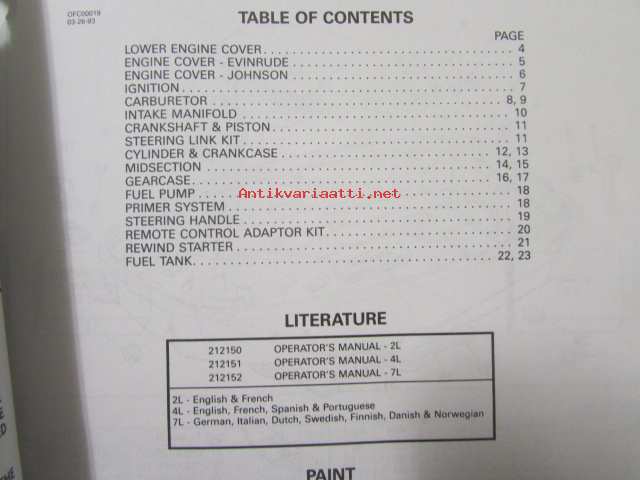 OFC00019
03-26-93
TABLE OF CONTENTS
PAGE
LOWER ENGINE COVER. . . . . . . . . . . . . . . . . . . . . . . . . . . . 4
ENGINE COVER - EVINRUDE . . . . . . . . . . . . . . . . . . . . . . . . 5
ENGINE COVER - JOHNSON . . . . . . . . . . . . . . . . . . . . . . . . 6
IGNITION . . . . . . . . . . . . . . . . . . . . . . . . . . . . . . . . . . . . 7
CARBURETOR . . . . . . . . . . . . . . . . . . . . . . . . . . . . . . . 8, 9
INTAKE MANIFOLD . . . . . . . . . . . . . . . . . . . . . . . . . . . . 10
CRANKSHAFT & PISTON. . . . . . . . . . . . . . . . . . . . . . . . . 11
STEERING LINK KIT. . . . . . . . . . . . . . . . . . . . . . . . . . . . 11
CYLINDER & CRANKCASE . . . . . . . . . . . . . . . . . . . . . 12, 13
MIDSECTION . . . . . . . . . . . . . . . . . . . . . . . . . . . . . 14, 15
GEARCASE. . . . . . . . . . . . . . . . . . . . . . . . . . . . . . . 16, 17
FUEL PUMP . . . . . . . . . . . . . . . . . . . . . . . . . . . . . . . . 18
PRIMER SYSTEM . . . . . . . . . . . . . . . . . . . . . . . . . . . . . 18
STEERING HANDLE . . . . . . . . . . . . . . . . . . . . . . . . . . . 19
REMOTE CONTROL ADAPTOR KIT. . . . . . . . . . . . . . . . . . 20
REWIND STARTER . . . . . . . . . . . . . . . . . . . . . . . . . . . . 21
FUEL TANK. . . . . . . . . . . . . . . . . . . . . . . . . . . . . . . 22, 23
Antikvariaatti.net
LITERATURE
212150 OPERATOR'S MANUAL - 2L
212151 OPERATOR'S MANUAL - 4L
212152 OPERATOR'S MANUAL - 7L
2L - English & French
4L - English, French, Spanish & Portuguese
7L - German, Italian, Dutch, Swedish, Finnish, Danish & Norwegian
PAINT